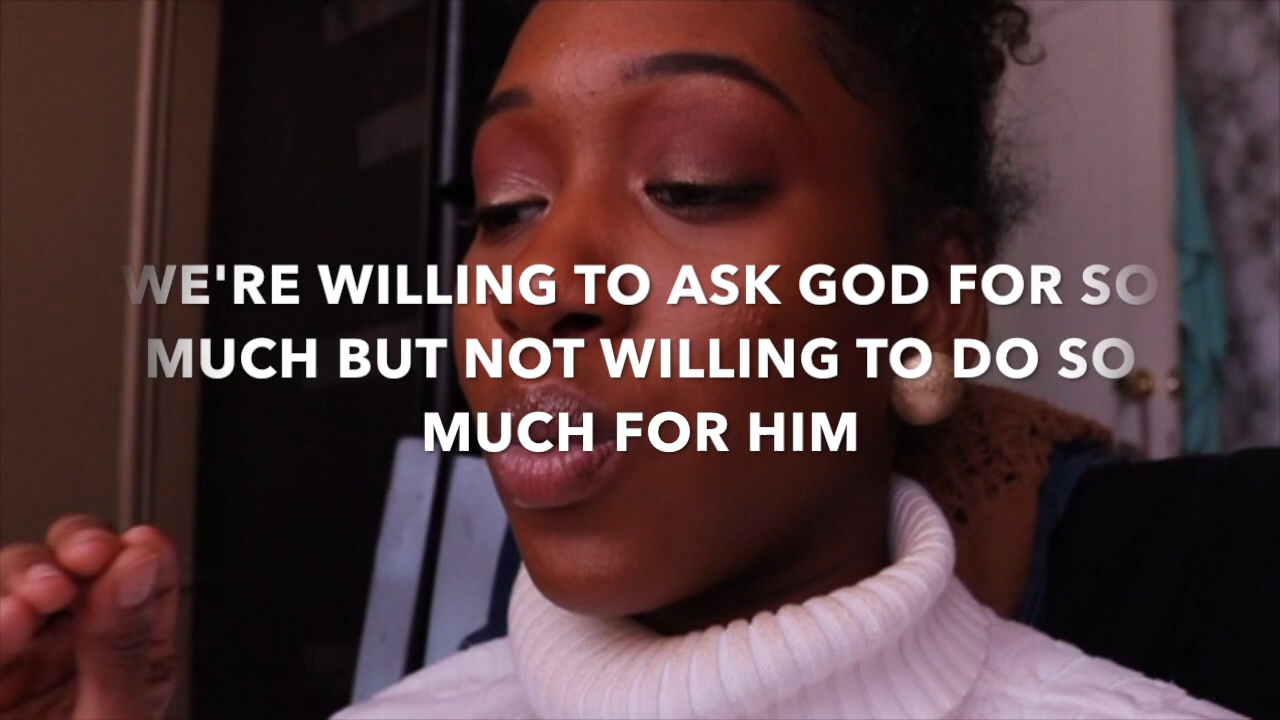 WE'RE WILLING TO ASK GOD FOR SO
MUCH BUT NOT WILLING TO DO SO
MUCH FOR HIM